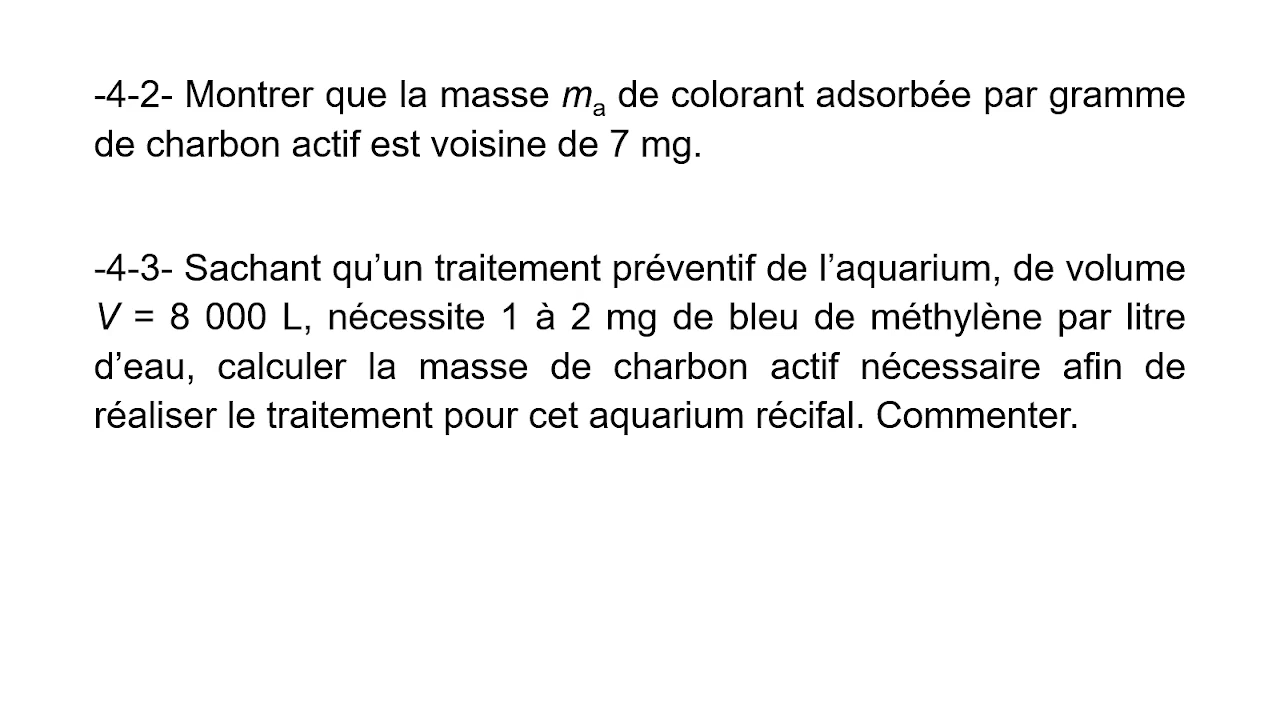 -4-2- Montrer que la masse ma de colorant adsorbée par gramme
de charbon actif est voisine de 7 mg.
-4-3- Sachant qu’un traitement préventif de l’aquarium, de volume
V = 8 000 L, nécessite 1 à 2 mg de bleu de méthylène par litre
d’eau, calculer la masse de charbon actif nécessaire afin de
réaliser le traitement pour cet aquarium récifal. Commenter.